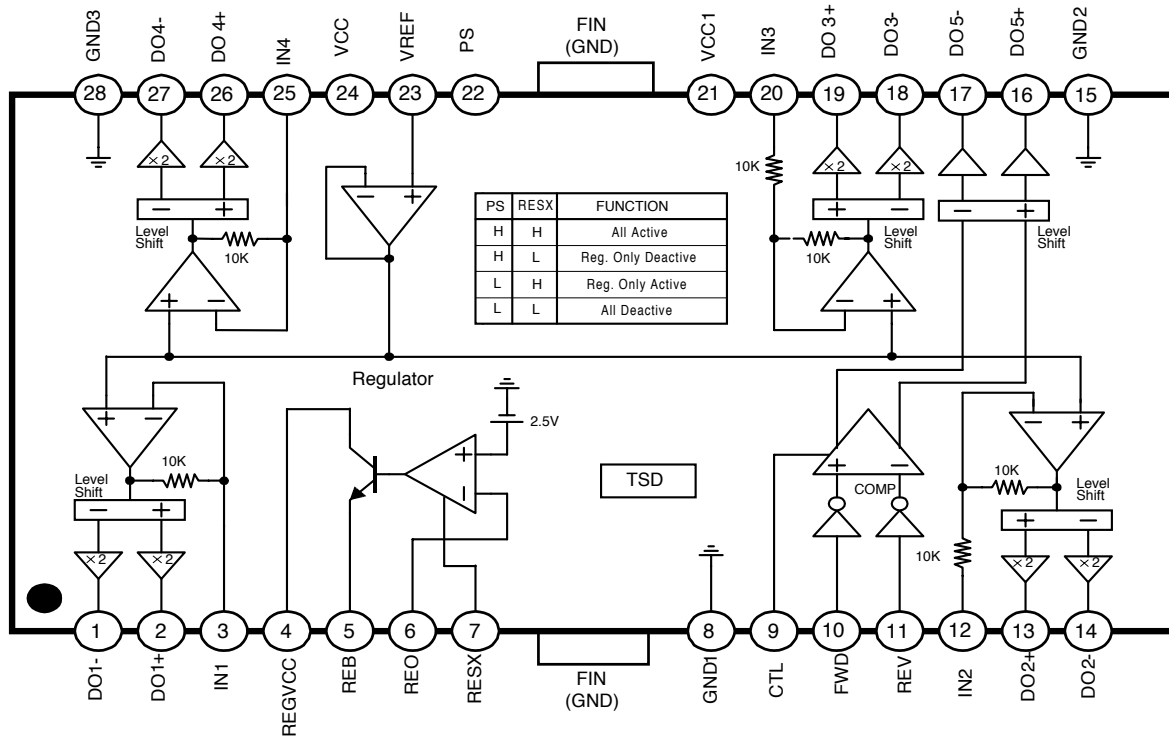 GND3
DO4-
DO 4+
IN4
VCC
VREF
PS
FIN
(GND)
VCC1
IN3
DO 3+
DO3-
DO5-
DO5+
GND2
28
27
26
25
24
23
22
21
20
19
18
17
16
15
×2
×2
10K
×2
×2
− +
Level
Shift
10K
− +
PS RESX FUNCTION
H H All Active
H L Reg. Only Deactive
L H Reg. Only Active
L L All Deactive
+ −
Level
Shift
10K
− +
+ −
− +
Regulator
+ −
10K
Level
Shift
− +
×2
×2
2.5V
+
−
TSD
+ −
COMP
− +
10K
Level
Shift
10K
+ −
×2
×2
1
2
3
4
5
6
7
8
9
10
11
12
13
14
DO1-
DO1+
IN1
REGVCC
REB
REO
RESX
FIN
(GND)
GND1
CTL
FWD
REV
IN2
DO2+
DO2-